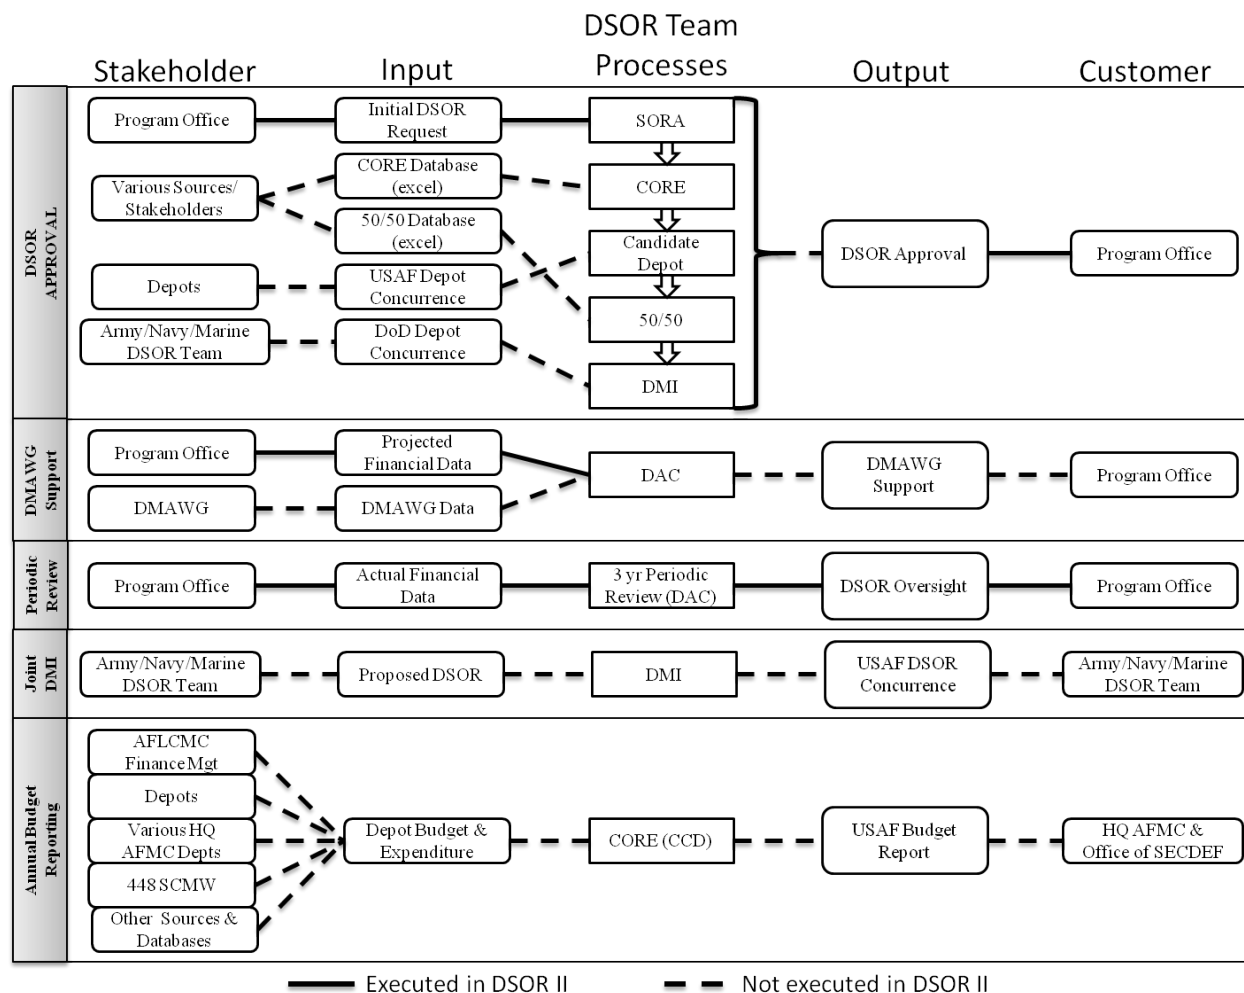 DSOR Team
Stakeholder
Input
Processes
Output
Customer
DSOR
APPROVAL
Program Office
Initial DSOR
Request
SORA
Various Sources/
Stakeholders
CORE Database
(excel)
CORE
50/50 Database
(excel)
Candidate
Depot
DSOR Approval
Program Office
Depots
USAF Depot
Concurrence
50/50
Army/Navy/Marine
DSOR Team
DoD Depot
Concurrence
DMI
DMAWG
Support
Program Office
Projected
Financial Data
DAC
DMAWG
Support
Program Office
DMAWG
DMAWG Data
Periodic
Review
Program Office
Actual Financial
Data
3 yr Periodic
Review (DAC)
DSOR Oversight
Program Office
Joint
DMI
Army/Navy/Marine
DSOR Team
Proposed DSOR
DMI
USAF DSOR
Concurrence
Army/Navy/Marine
DSOR Team
AnnualBudget
Reporting
AFLCMC
Finance Mgt
Depots
Various HQ
AFMC Depts
448 SCMW
Other Sources &
Databases
Depot Budget &
Expenditure
CORE (CCD)
USAF Budget
Report
HQ AFMC &
Office of SECDEF
Executed in DSOR II
Not executed in DSOR II